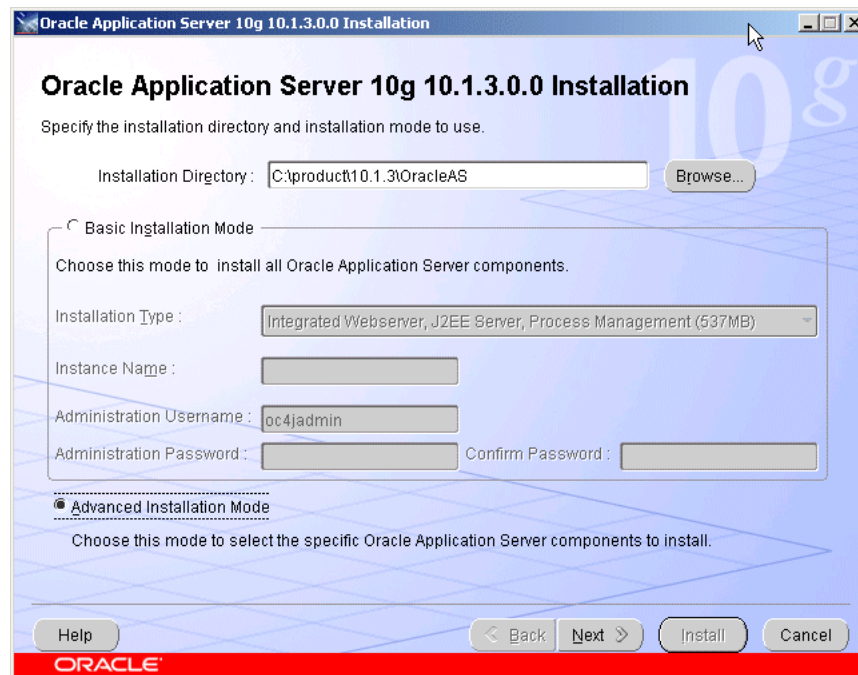 Oracle Application Server 10g 10.1.3.0.0 Installation
10g
Oracle Application Server 10g 10.1.3.0.0 Installation
Specify the installation directory and installation mode to use.
Installation Directory : C:\product\10.1.3\OracleAS Browse...
Basic Installation Mode
Choose this mode to install all Oracle Application Server components.
Installation Type : Integrated Webserver, J2EE Server, Process Management (537MB)
Instance Name :
Administration Username : oc4jadmin
Administration Password : Confirm Password :
Advanced Installation Mode
Choose this mode to select the specific Oracle Application Server components to install.
Help Back Next Install Cancel
ORACLE